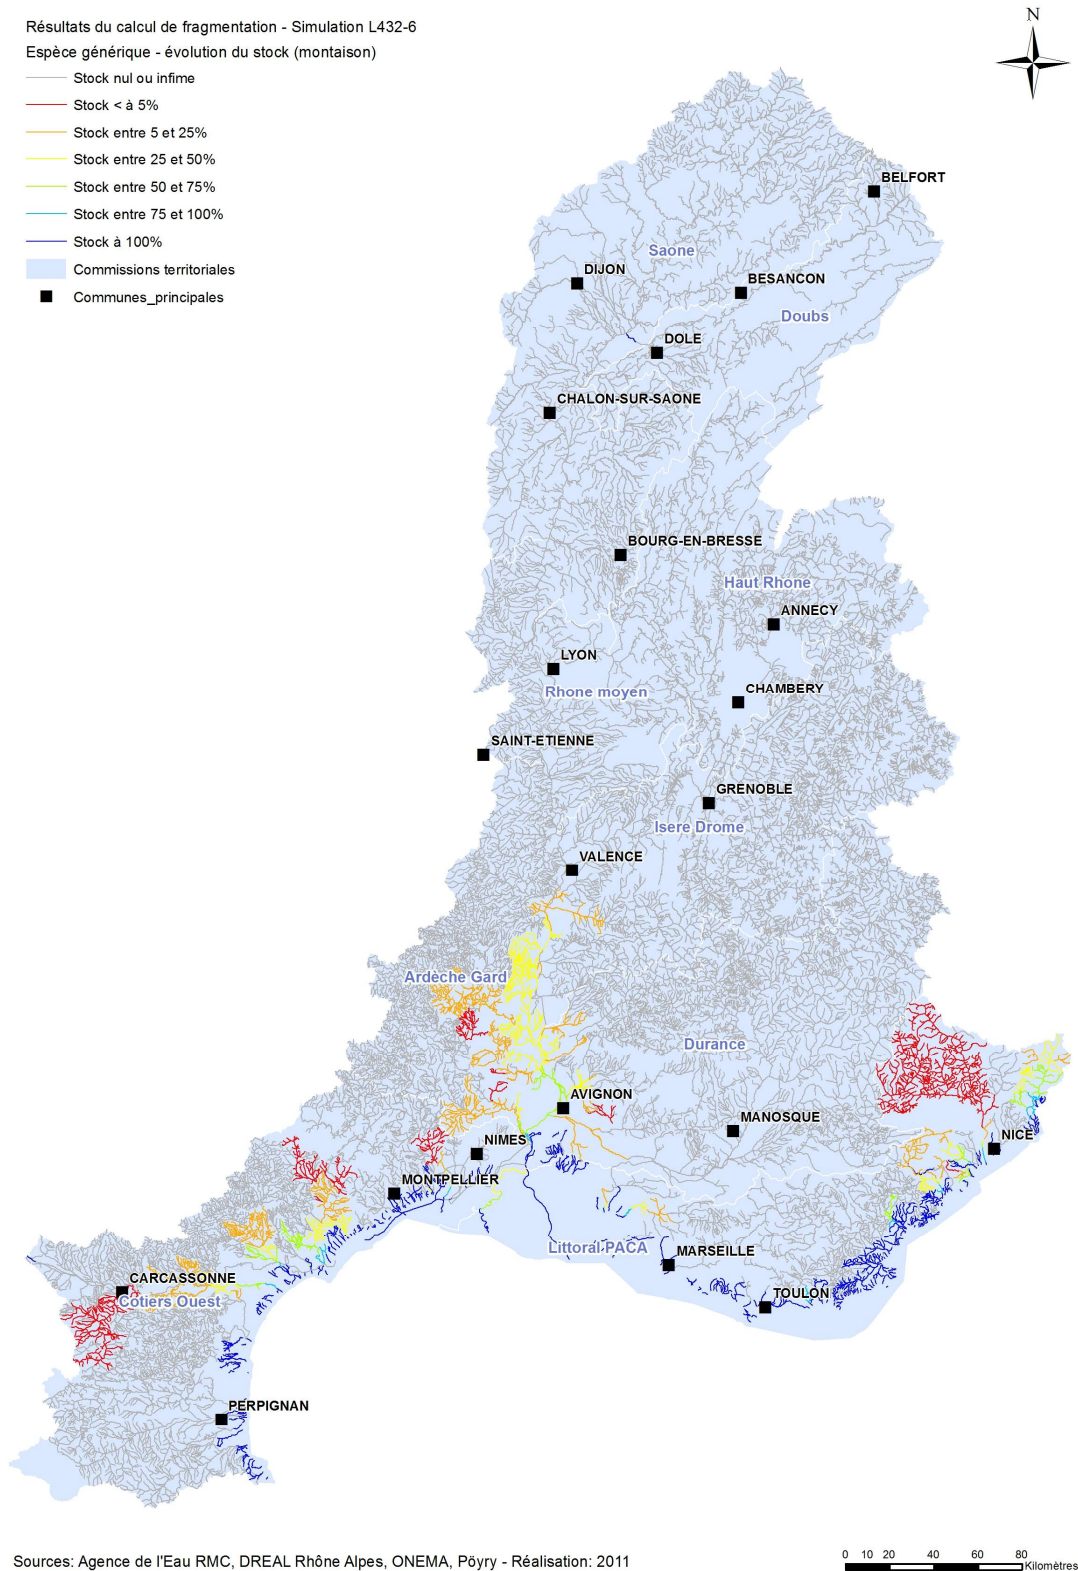 Résultats du calcul de fragmentation - Simulation L432-6
Espèce générique - évolution du stock (montaison)
Stock nul ou infime
Stock < à 5%
Stock entre 5 et 25%
Stock entre 25 et 50%
Stock entre 50 et 75%
Stock entre 75 et 100%
Stock à 100%
Commissions territoriales
Communes_principales
N
BELFORT
Saone
DIJON
BESANCON
Doubs
DOLE
CHALON-SUR-SAONE
BOURG-EN-BRESSE
Haut Rhone
ANNECY
LYON
Rhone moyen
CHAMBERY
SAINT-ETIENNE
GRENOBLE
Isere Drome
VALENCE
Ardèche Gard
Durance
AVIGNON
MANOSQUE
NIMES
NICE
MONTPELLIER
Littoral PACA
MARSEILLE
CARCASSONNE
Cotiers Ouest
TOULON
PERPIGNAN
Sources: Agence de l'Eau RMC, DREAL Rhône Alpes, ONEMA, Pöyry - Réalisation: 2011
0 10 20 40 60 80
Kilomètres